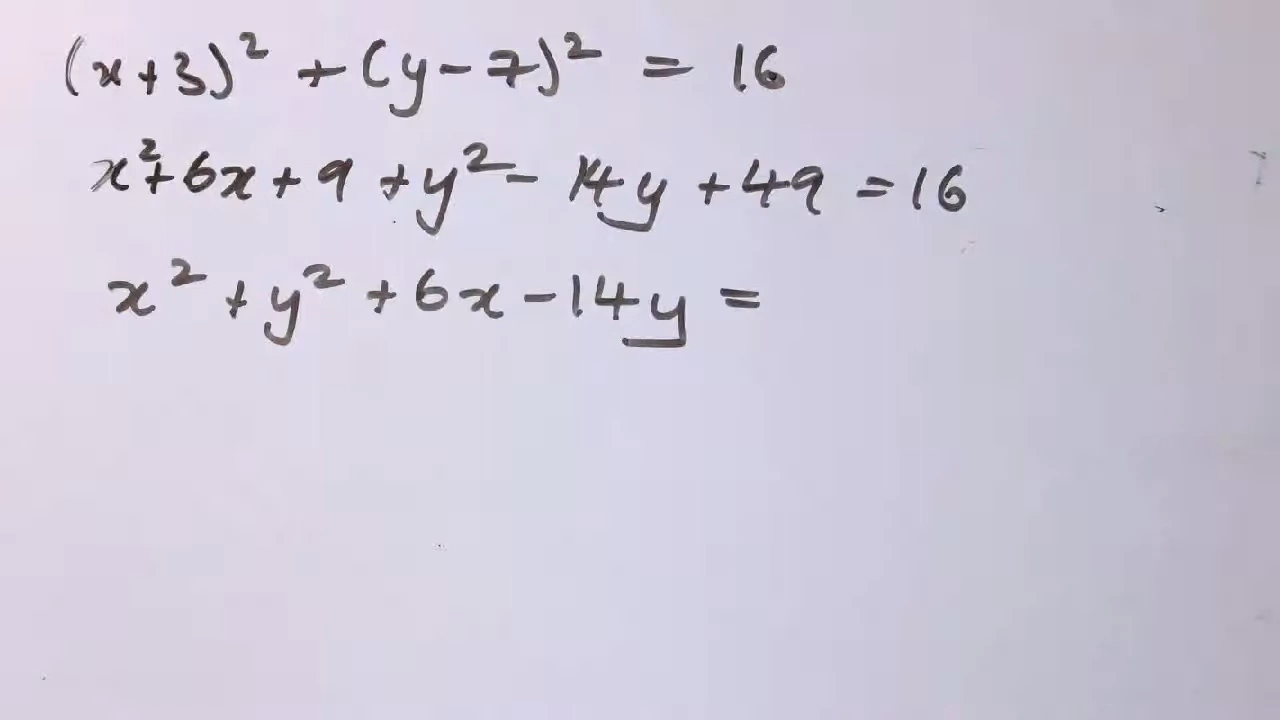 (x+3)² + (y-7)² = 16
x²+6x+9 +y² - 14y +49 =16
x² +y² +6x -14y =